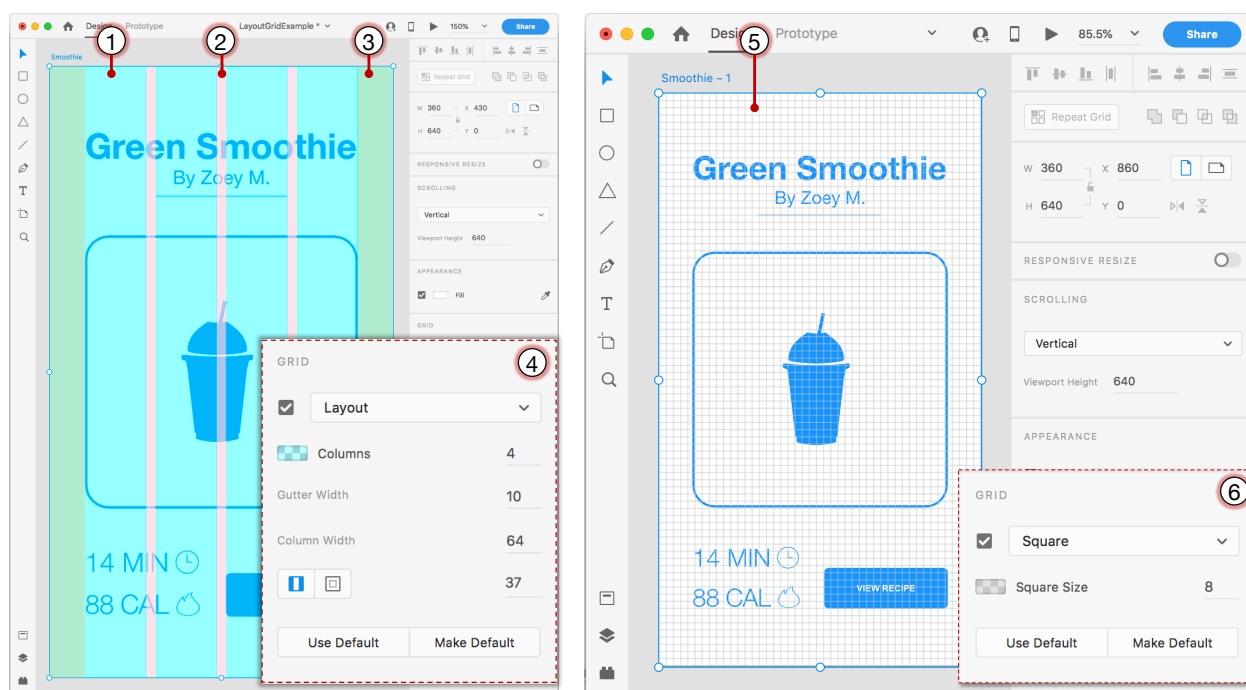 Design Prototype LayoutGridExample * 150% Share
1 2 3
Smoothie
Repeat Grid
W 360 X 430
H 640 Y 0
RESPONSIVE RESIZE
SCROLLING
Vertical
Viewport Height 640
APPEARANCE
Fill
GRID
Green Smoothie
By Zoey M.
14 MIN
88 CAL
GRID 4
Layout
Columns 4
Gutter Width 10
Column Width 64
37
Use Default Make Default
Prototype 85.5% Share
5
Smoothie – 1
Repeat Grid
W 360 X 860
H 640 Y 0
RESPONSIVE RESIZE
SCROLLING
Vertical
Viewport Height 640
APPEARANCE
Green Smoothie
By Zoey M.
14 MIN
88 CAL
VIEW RECIPE
GRID 6
Square
Square Size 8
Use Default Make Default